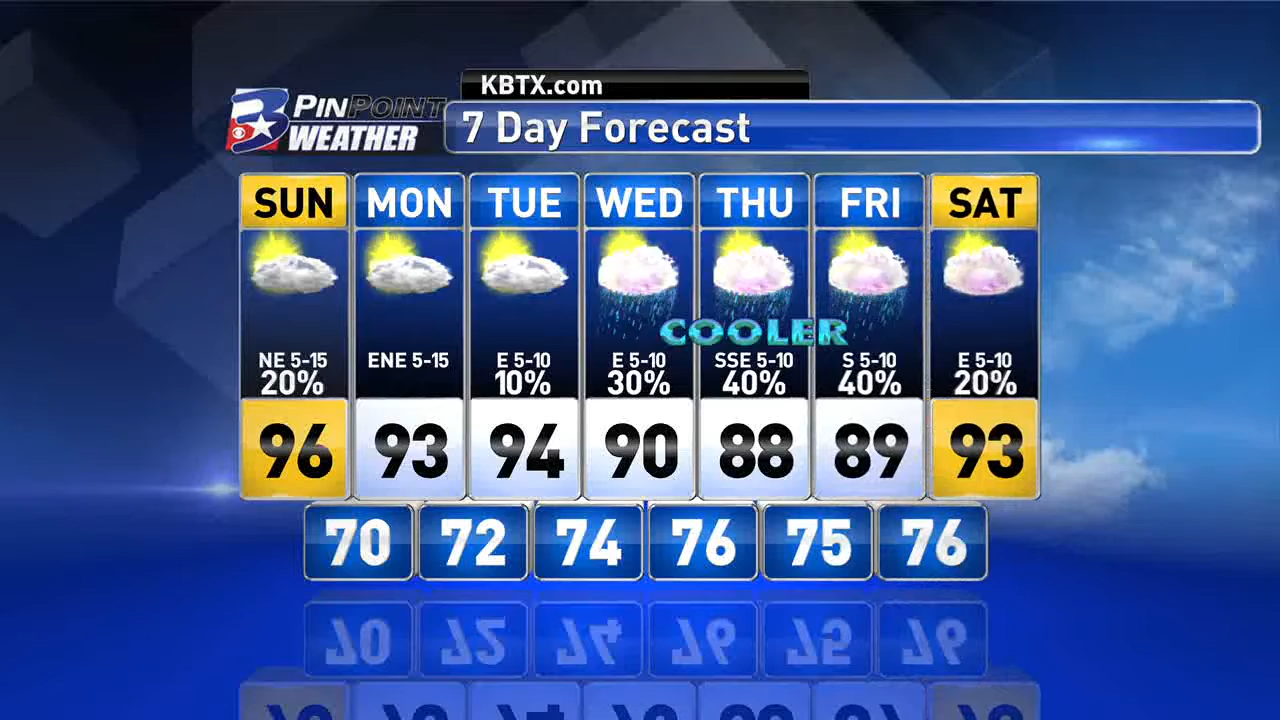 KBTX.com
3 PINPOINT
WEATHER
7 Day Forecast
SUN MON TUE WED THU FRI SAT
COOLER
NE 5-15 ENE 5-15 E 5-10 E 5-10 SSE 5-10 S 5-10 E 5-10
20% 10% 30% 40% 40% 20%
96 93 94 90 88 89 93
70 72 74 76 75 76